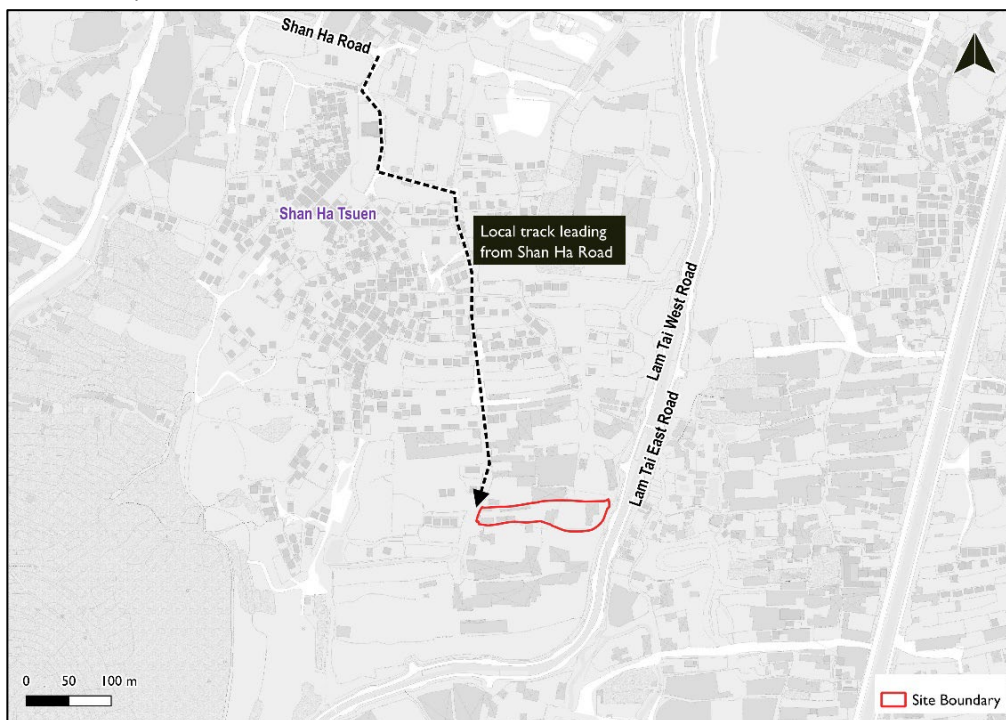 Shan Ha Road
Shan Ha Tsuen
Local track leading
from Shan Ha Road
Lam Tai West Road
Lam Tai East Road
0 50 100 m
Site Boundary